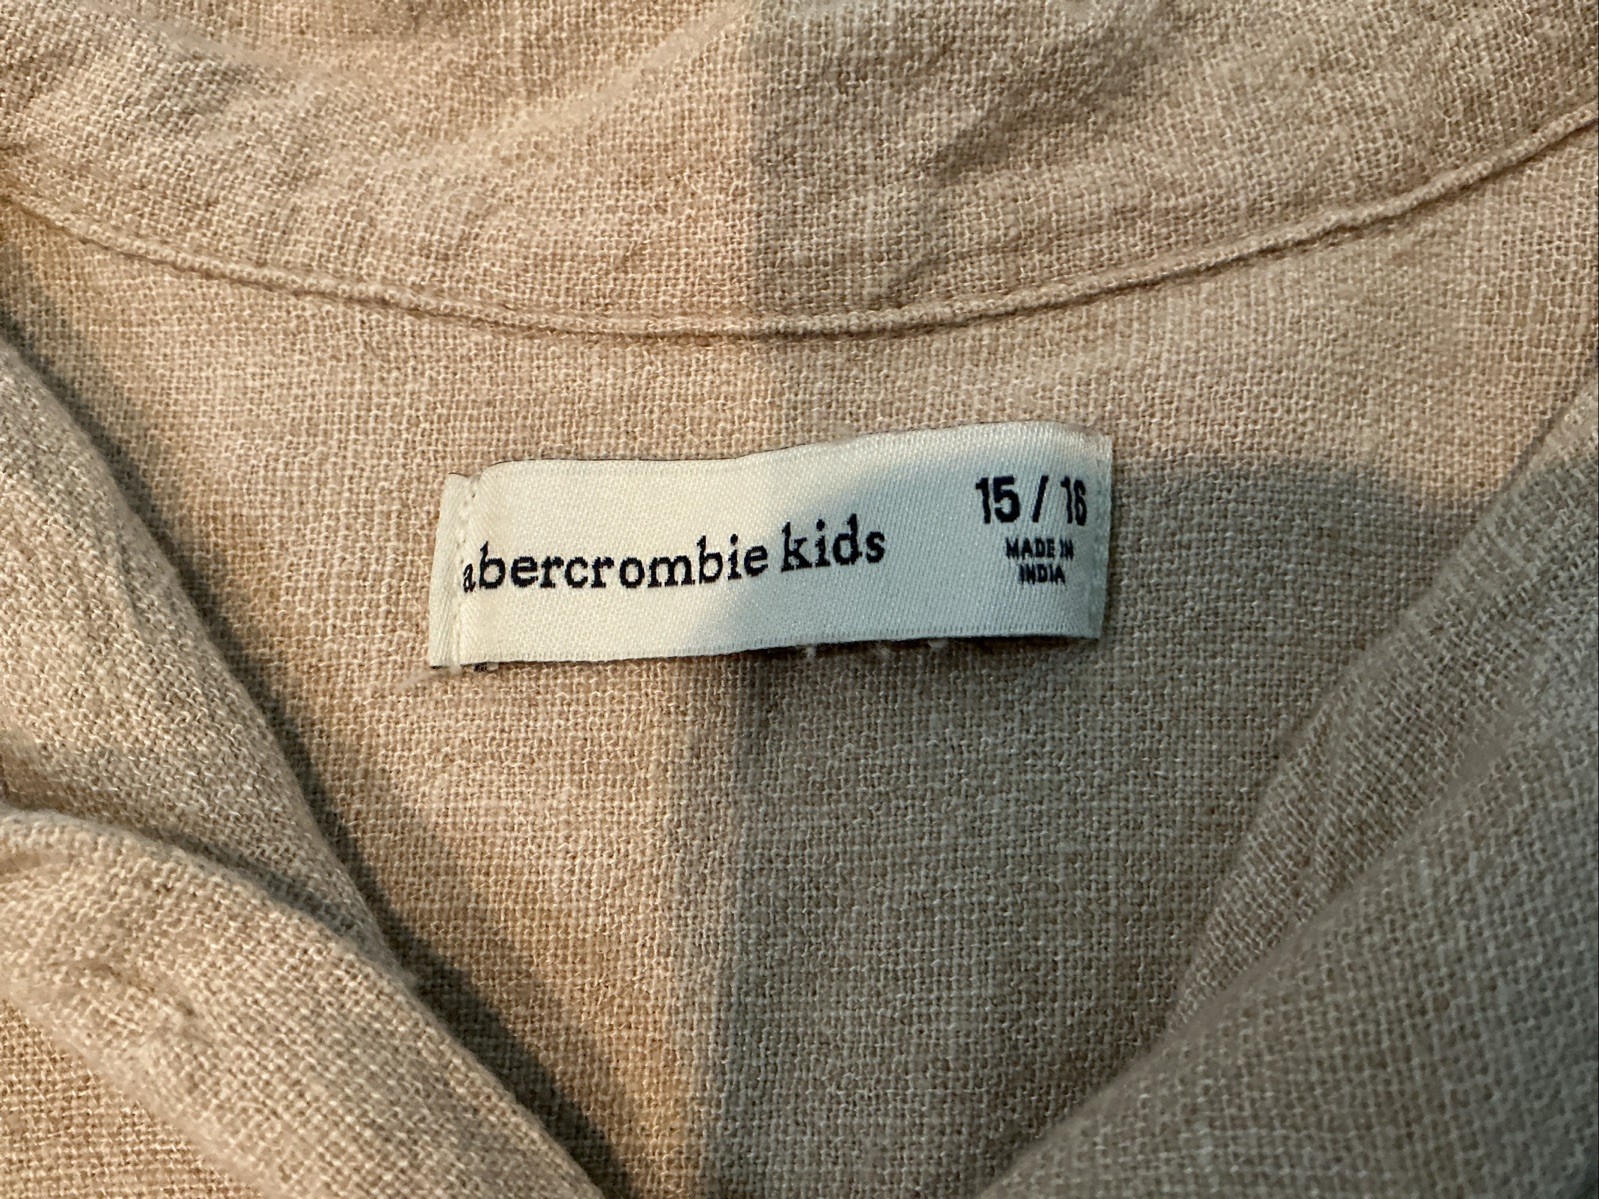 abercrombie kids
15 / 16
MADE IN
INDIA